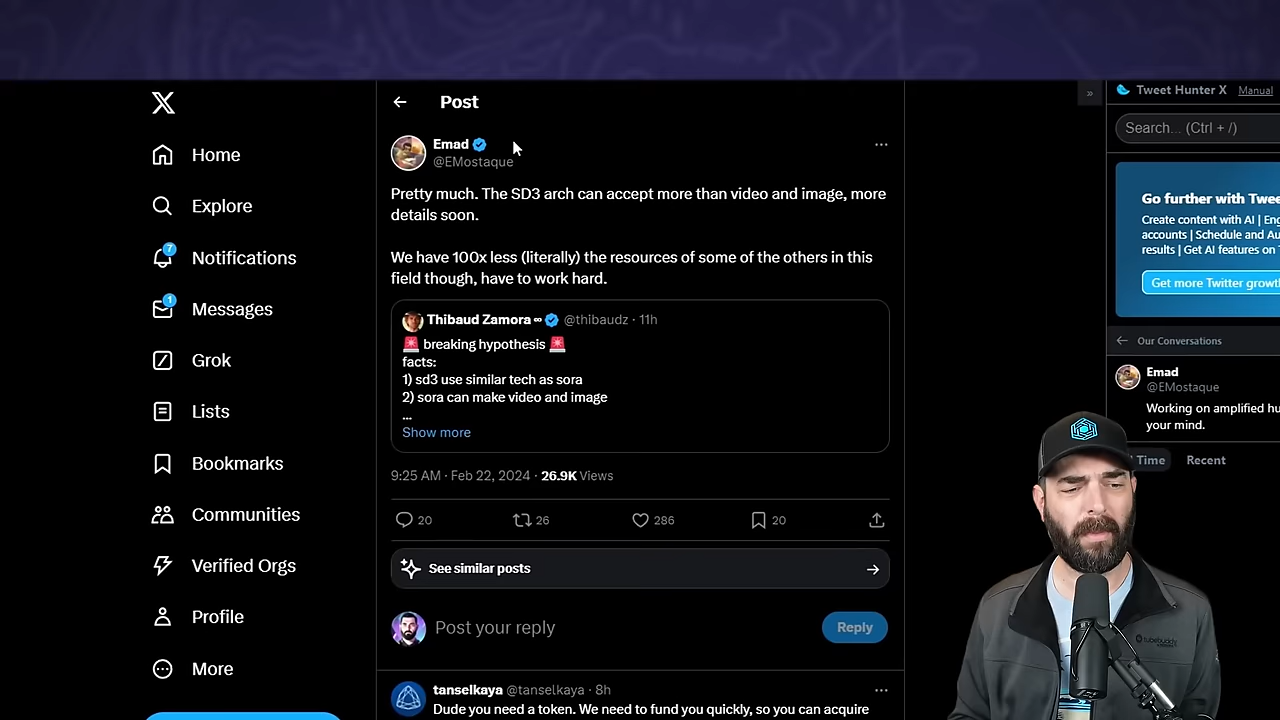 Post
Emad
@EMostaque
Pretty much. The SD3 arch can accept more than video and image, more
details soon.
We have 100x less (literally) the resources of some of the others in this
field though, have to work hard.
Thibaud Zamora ∞ @thibaudz · 11h
🚨 breaking hypothesis 🚨
facts:
1) sd3 use similar tech as sora
2) sora can make video and image
...
Show more
9:25 AM · Feb 22, 2024 · 26.9K Views
20 26 286 20
See similar posts
Post your reply
Reply
tanselkaya @tanselkaya · 8h
Dude you need a token. We need to fund you quickly, so you can acquire
X
Home
Explore
7
Notifications
1
Messages
Grok
Lists
Bookmarks
Communities
Verified Orgs
Profile
More
»
Tweet Hunter X Manual
Search... (Ctrl + /)
Go further with Twee
Create content with AI | Eng
accounts | Schedule and Au
results | Get AI features on
Get more Twitter growt
Our Conversations
Emad
@EMostaque
Working on amplified hu
your mind.
Time Recent
tubebuddy